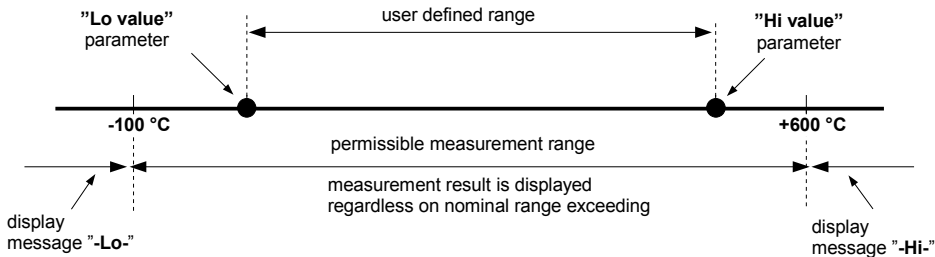 "Lo value"
parameter
user defined range
"Hi value"
parameter
-100 °C
+600 °C
permissible measurement range
measurement result is displayed
regardless on nominal range exceeding
display
message "-Lo-"
display
message "-Hi-"